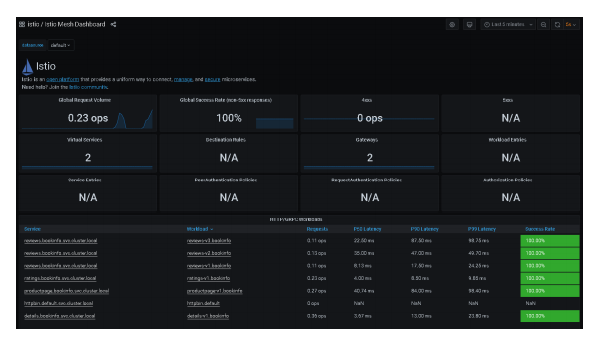 istio / Istio Mesh Dashboard
Last 5 minutes
5s
datasource default
Istio
Istio is an open platform that provides a uniform way to connect, manage, and secure microservices.
Need help? Join the Istio community.
Global Request Volume Global Success Rate (non-5xx responses) 4xxs 5xxs
0.23 ops 100% 0 ops N/A
Virtual Services Destination Rules Gateways Workload Entries
2 N/A 2 N/A
Service Entries PeerAuthentication Policies RequestAuthentication Policies Authorization Policies
N/A N/A N/A N/A
HTTP/GRPC Workloads
Service Workload Requests P50 Latency P90 Latency P99 Latency Success Rate
reviews.bookinfo.svc.cluster.local reviews-v3.bookinfo 0.11 ops 22.50 ms 87.50 ms 98.75 ms 100.00%
reviews.bookinfo.svc.cluster.local reviews-v2.bookinfo 0.13 ops 35.00 ms 47.00 ms 49.70 ms 100.00%
reviews.bookinfo.svc.cluster.local reviews-v1.bookinfo 0.11 ops 8.13 ms 17.50 ms 24.25 ms 100.00%
ratings.bookinfo.svc.cluster.local ratings-v1.bookinfo 0.23 ops 4.00 ms 8.50 ms 9.85 ms 100.00%
productpage.bookinfo.svc.cluster.local productpage-v1.bookinfo 0.27 ops 40.74 ms 84.00 ms 98.40 ms 100.00%
httpbin.default.svc.cluster.local httpbin.default 0 ops NaN NaN NaN NaN
details.bookinfo.svc.cluster.local details-v1.bookinfo 0.36 ops 3.67 ms 13.00 ms 23.80 ms 100.00%